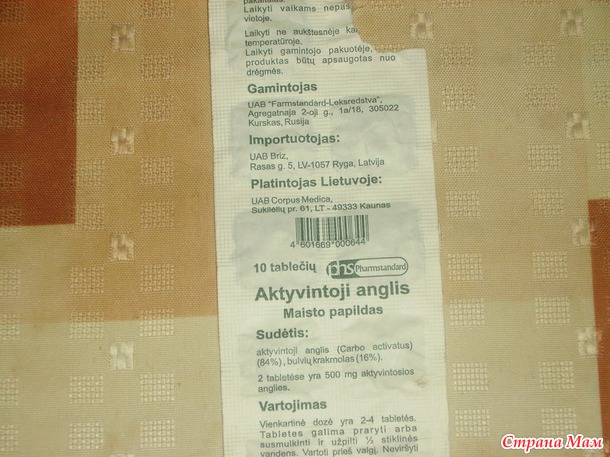 pakaitalas.
Laikyti vaikams nepas
vietoje.
Laikyti ne aukštesnėje ka
temperatūroje.
Laikyti gamintojo pakuotėje,
produktas būtų apsaugotas nuo
drėgmės.
Gamintojas
UAB "Farmstandard-Leksredstva",
Agregatnaja 2-oji g., 1a/18, 305022
Kurskas, Rusija
Importuotojas:
UAB Briz,
Rasas g. 5, LV-1057 Ryga, Latvija
Platintojas Lietuvoje:
UAB Corpus Medica,
Sukilėlių pr. 61, LT - 49333 Kaunas
4 601669 000644
10 tablečių phs Pharmstandard
Aktyvintoji anglis
Maisto papildas
Sudėtis:
aktyvintoji anglis (Carbo activatus)
(84%), bulvių krakmolas (16%).
2 tabletėse yra 500 mg aktyvintosios
anglies.
Vartojimas
Vienkartinė dozė yra 2-4 tabletės.
Tabletes galima praryti arba
susmulkinti ir užpilti ½ stiklinės
vandens. Vartoti prieš valgį. Neviršyti
Страна Мам